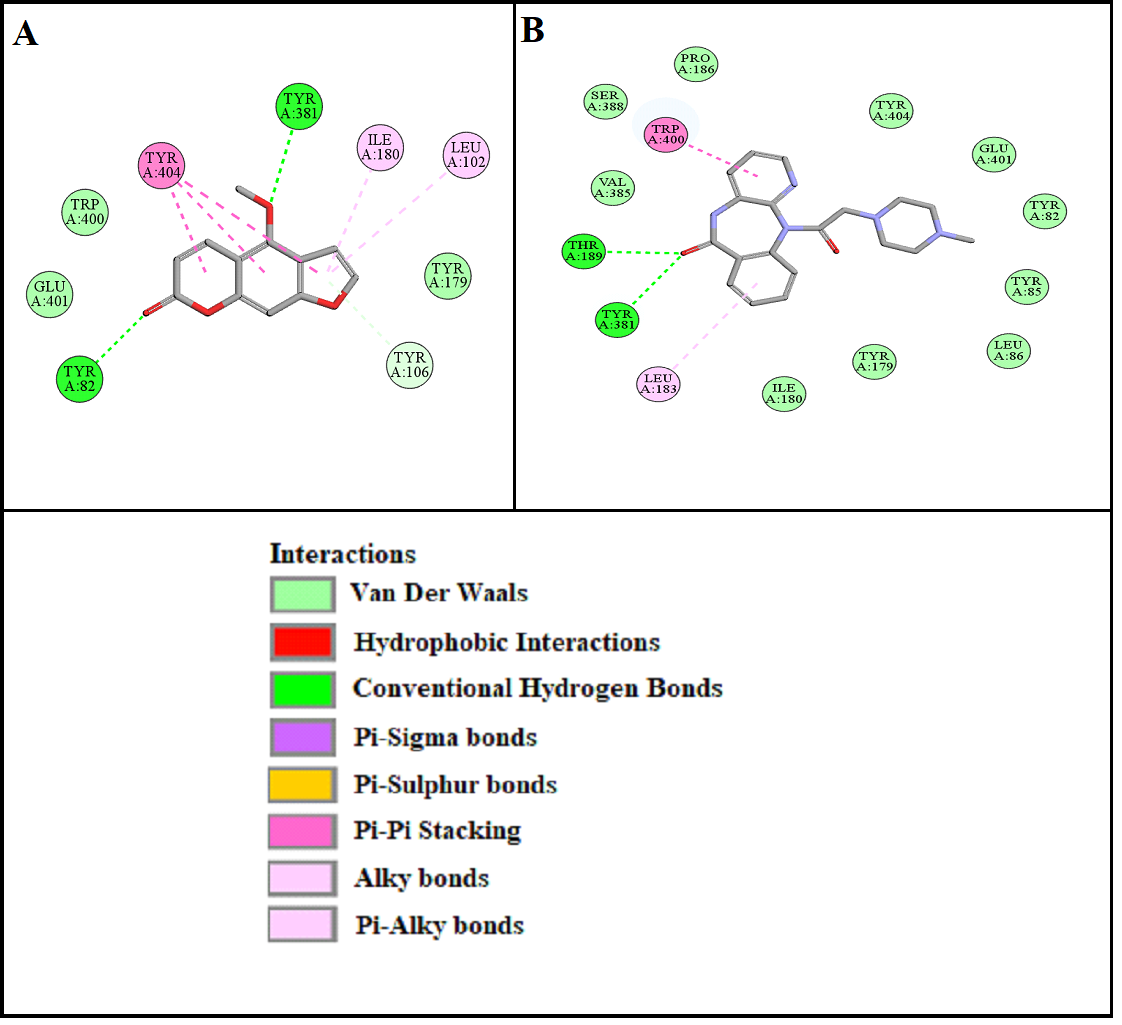 A
TYR
A:381
ILE
A:180
LEU
A:102
TYR
A:404
TRP
A:400
TYR
A:179
GLU
A:401
TYR
A:106
TYR
A:82
B
PRO
A:186
SER
A:388
TYR
A:404
TRP
A:400
GLU
A:401
VAL
A:385
TYR
A:82
THR
A:189
TYR
A:85
TYR
A:381
LEU
A:86
TYR
A:179
LEU
A:183
ILE
A:180
Interactions
Van Der Waals
Hydrophobic Interactions
Conventional Hydrogen Bonds
Pi-Sigma bonds
Pi-Sulphur bonds
Pi-Pi Stacking
Alky bonds
Pi-Alky bonds